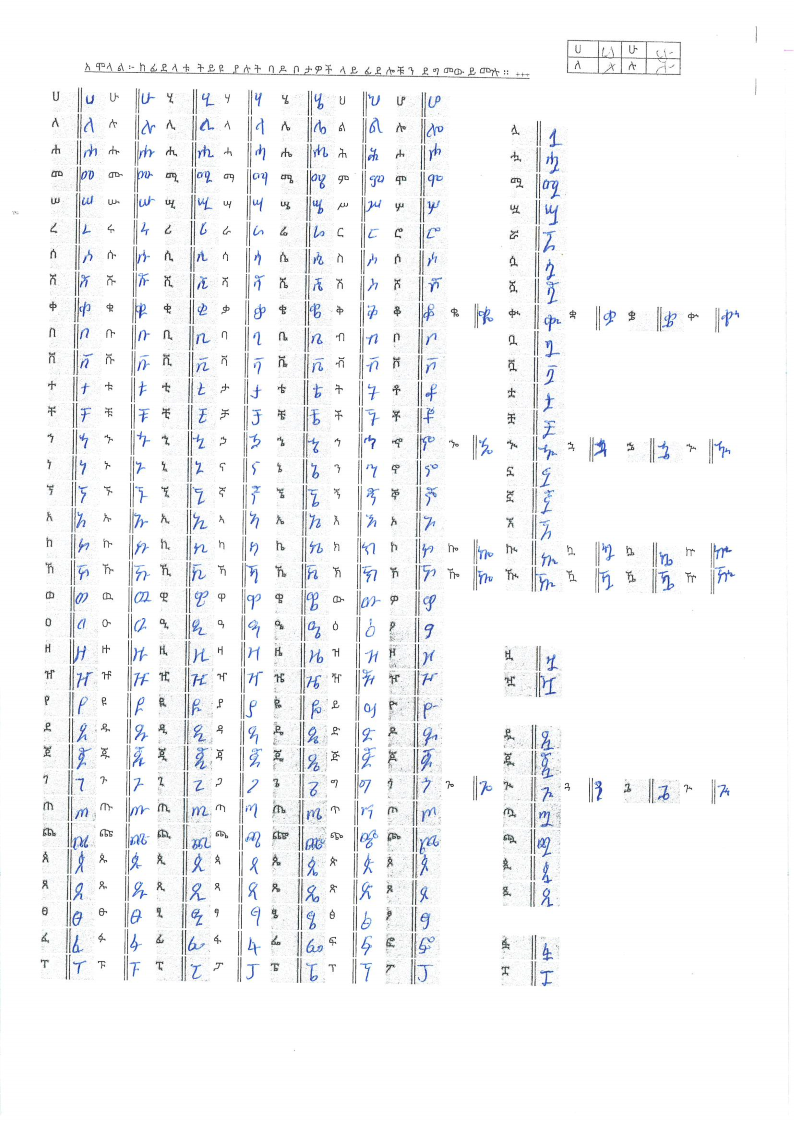 ሀ ሀ ሁ ሁ
ለ ለ ሉ ሉ
አሞላል ፡- ከፊደላቱ ትይዩ ያሉት ባዶ ቦታዎች ላይ ፊደሎቹን ደግመው ይሙሉ ። ...
ሀ ሀ ሁ ሁ ሂ ሂ ሃ ሃ ሄ ሄ ህ ህ ሆ ሆ
ለ ለ ሉ ሉ ሊ ሊ ላ ላ ሌ ሌ ል ል ሎ ሎ ሏ ሏ
ሐ ሐ ሑ ሑ ሒ ሒ ሓ ሓ ሔ ሔ ሕ ሕ ሖ ሖ ሗ ሗ
መ መ ሙ ሙ ሚ ሚ ማ ማ ሜ ሜ ም ም ሞ ሞ ሟ ሟ
ሠ ሠ ሡ ሡ ሢ ሢ ሣ ሣ ሤ ሤ ሥ ሥ ሦ ሦ ሧ ሧ
ረ ረ ሩ ሩ ሪ ሪ ራ ራ ሬ ሬ ር ር ሮ ሮ ሯ ሯ
ሰ ሰ ሱ ሱ ሲ ሲ ሳ ሳ ሴ ሴ ስ ስ ሶ ሶ ሷ ሷ
ሸ ሸ ሹ ሹ ሺ ሺ ሻ ሻ ሼ ሼ ሽ ሽ ሾ ሾ ሿ ሿ
ቀ ቀ ቁ ቁ ቂ ቂ ቃ ቃ ቄ ቄ ቅ ቅ ቆ ቆ ቈ ቈ ቊ ቊ ቋ ቋ ቌ ቌ ቍ ቍ
በ በ ቡ ቡ ቢ ቢ ባ ባ ቤ ቤ ብ ብ ቦ ቦ ቧ ቧ
ቨ ቨ ቩ ቩ ቪ ቪ ቫ ቫ ቬ ቬ ቭ ቭ ቮ ቮ ቯ ቯ
ተ ተ ቱ ቱ ቲ ቲ ታ ታ ቴ ቴ ት ት ቶ ቶ ቷ ቷ
ቸ ቸ ቹ ቹ ቺ ቺ ቻ ቻ ቼ ቼ ች ች ቾ ቾ ቿ ቿ
ኀ ኀ ኁ ኁ ኂ ኂ ኃ ኃ ኄ ኄ ኅ ኅ ኆ ኆ ኈ ኈ ኊ ኊ ኋ ኋ ኌ ኌ ኍ ኍ
ነ ነ ኑ ኑ ኒ ኒ ና ና ኔ ኔ ን ን ኖ ኖ ኗ ኗ
ኘ ኘ ኙ ኙ ኚ ኚ ኛ ኛ ኜ ኜ ኝ ኝ ኞ ኞ ኟ ኟ
አ አ ኡ ኡ ኢ ኢ ኣ ኣ ኤ ኤ እ እ ኦ ኦ ኧ ኧ
ከ ከ ኩ ኩ ኪ ኪ ካ ካ ኬ ኬ ክ ክ ኮ ኮ ኰ ኰ ኲ ኲ ኳ ኳ ኴ ኴ ኵ ኵ
ኸ ኸ ኹ ኹ ኺ ኺ ኻ ኻ ኼ ኼ ኽ ኽ ኾ ኾ ዀ ዀ ዂ ዂ ዃ ዃ ዄ ዄ ዅ ዅ
ወ ወ ዉ ዉ ዊ ዊ ዋ ዋ ዌ ዌ ው ው ዎ ዎ
ዐ ዐ ዑ ዑ ዒ ዒ ዓ ዓ ዔ ዔ ዕ ዕ ዖ ዖ
ዘ ዘ ዙ ዙ ዚ ዚ ዛ ዛ ዜ ዜ ዝ ዝ ዞ ዞ ዟ ዟ
ዠ ዠ ዡ ዡ ዢ ዢ ዣ ዣ ዤ ዤ ዥ ዥ ዦ ዦ ዧ ዧ
የ የ ዩ ዩ ዪ ዪ ያ ያ ዬ ዬ ይ ይ ዮ ዮ
ደ ደ ዱ ዱ ዲ ዲ ዳ ዳ ዴ ዴ ድ ድ ዶ ዶ ዷ ዷ
ጀ ጀ ጁ ጁ ጂ ጂ ጃ ጃ ጄ ጄ ጅ ጅ ጆ ጆ ጇ ጇ
ገ ገ ጉ ጉ ጊ ጊ ጋ ጋ ጌ ጌ ግ ግ ጎ ጎ ጐ ጐ ጒ ጒ ጓ ጓ ጔ ጔ ጕ ጕ
ጠ ጠ ጡ ጡ ጢ ጢ ጣ ጣ ጤ ጤ ጥ ጥ ጦ ጦ ጧ ጧ
ጨ ጨ ጩ ጩ ጪ ጪ ጫ ጫ ጬ ጬ ጭ ጭ ጮ ጮ ጯ ጯ
ጰ ጰ ጱ ጱ ጲ ጲ ጳ ጳ ጴ ጴ ጵ ጵ ጶ ጶ ጷ ጷ
ጸ ጸ ጹ ጹ ጺ ጺ ጻ ጻ ጼ ጼ ጽ ጽ ጾ ጾ ጿ ጿ
ፀ ፀ ፁ ፁ ፂ ፂ ፃ ፃ ፄ ፄ ፅ ፅ ፆ ፆ
ፈ ፈ ፉ ፉ ፊ ፊ ፋ ፋ ፌ ፌ ፍ ፍ ፎ ፎ ፏ ፏ
ፐ ፐ ፑ ፑ ፒ ፒ ፓ ፓ ፔ ፔ ፕ ፕ ፖ ፖ ፗ ፗ